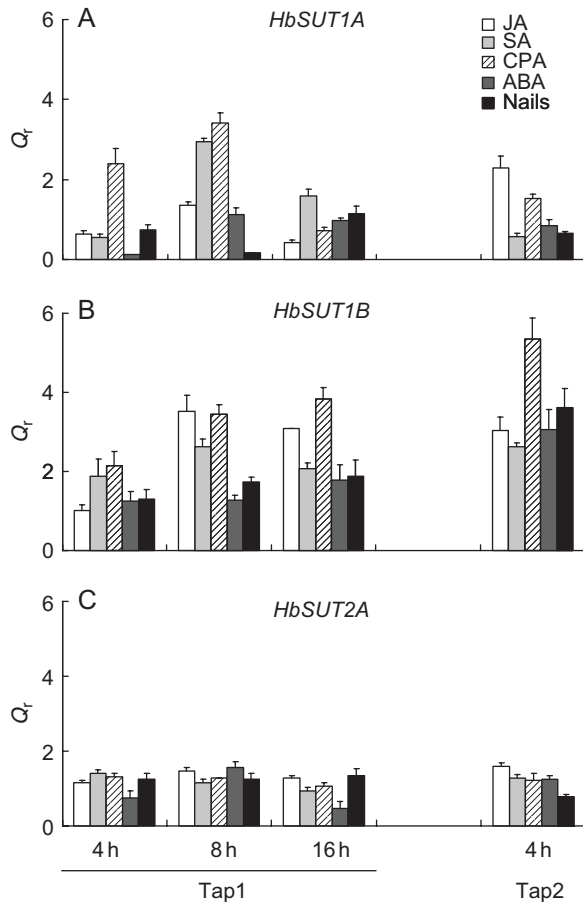 A
HbSUT1A
JA
SA
CPA
ABA
Nails
6
4
2
0
Qr
B
HbSUT1B
6
4
2
0
Qr
C
HbSUT2A
6
4
2
0
Qr
4 h 8 h 16 h 4 h
Tap1 Tap2